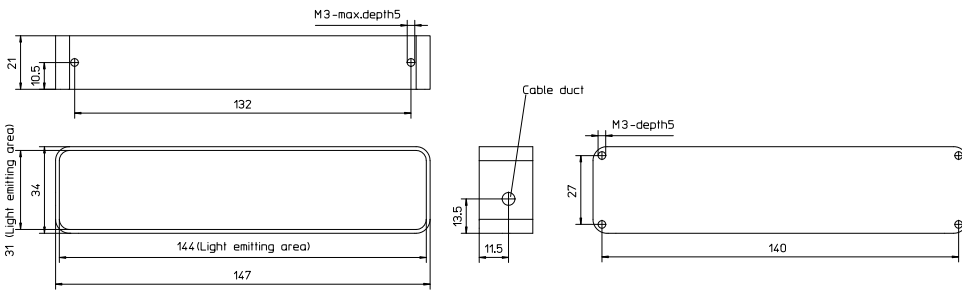 M3-max.depth5
21
10.5
132
Cable duct
M3-depth5
31 (Light emitting area)
34
13.5
27
144(Light emitting area)
11.5
140
147